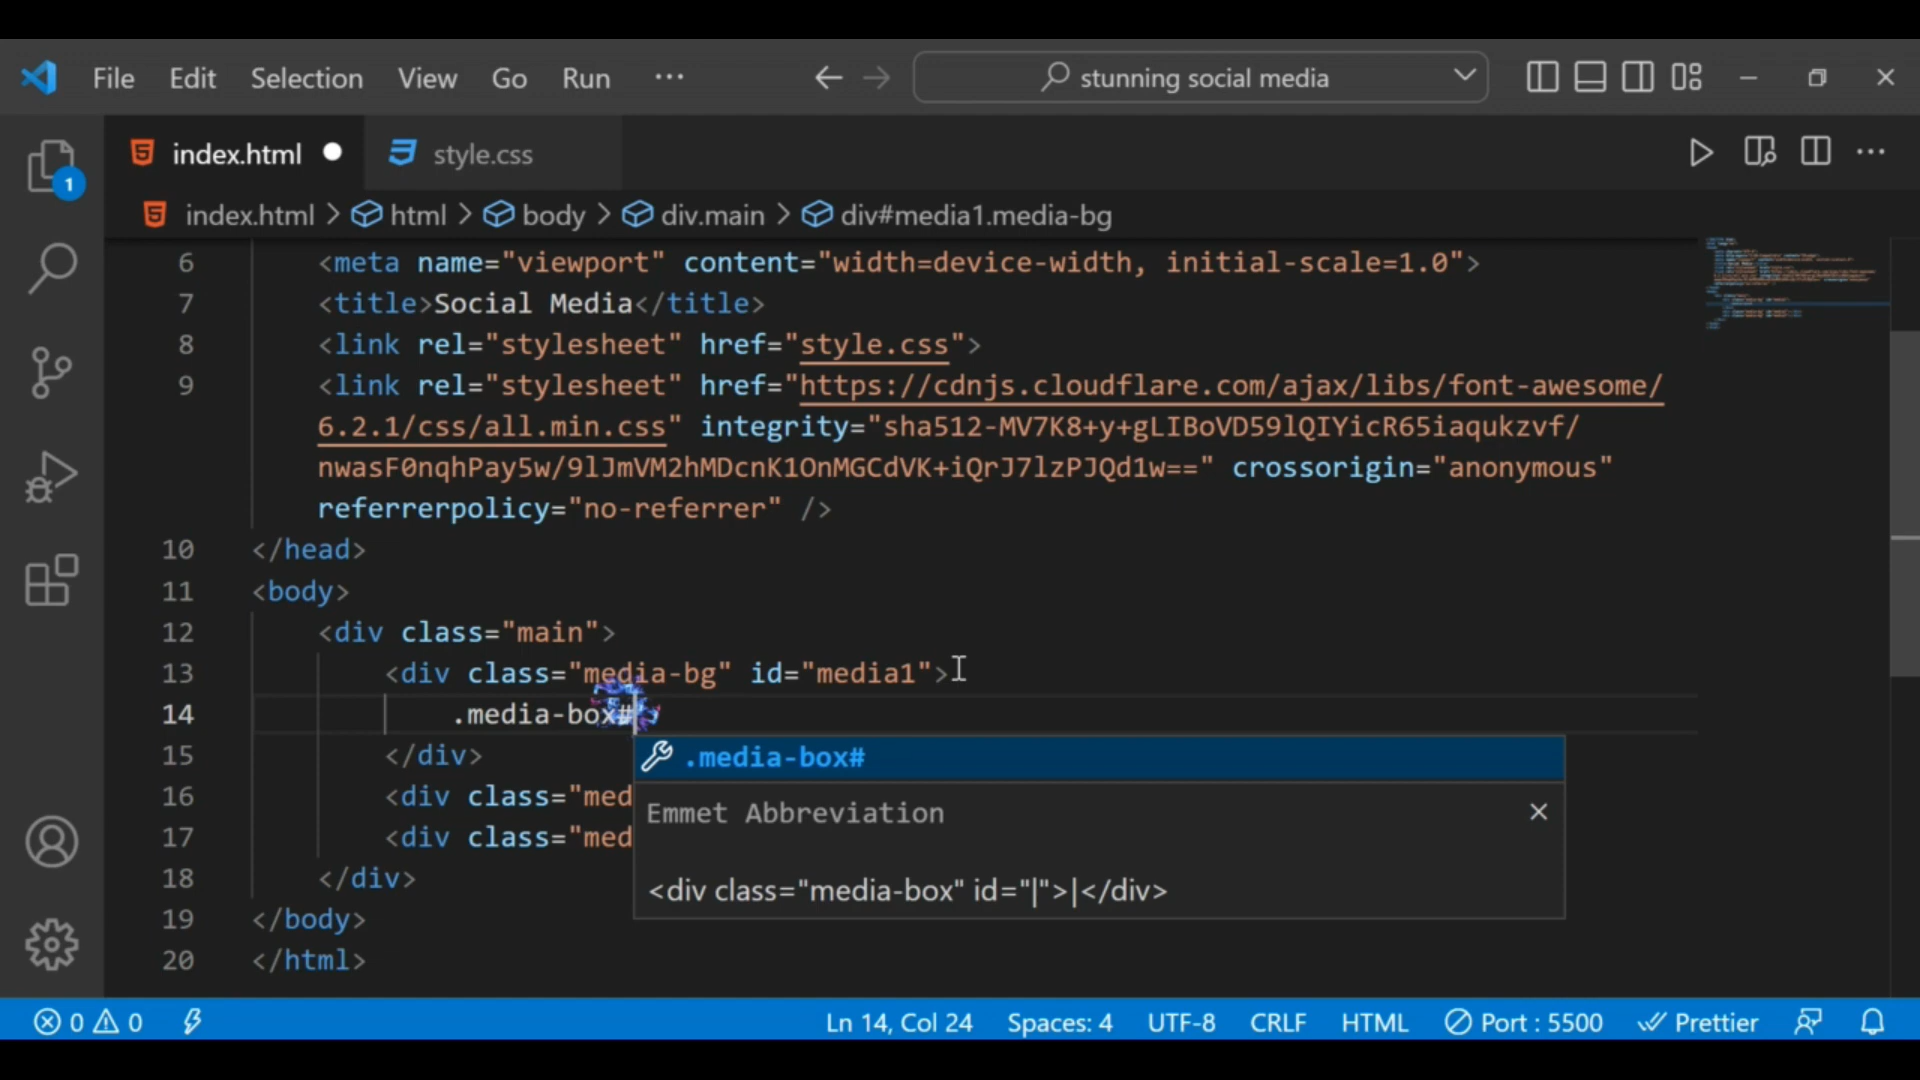 File Edit Selection View Go Run ··· stunning social media
index.html style.css
1
index.html > html > body > div.main > div#media1.media-bg
6 <meta name="viewport" content="width=device-width, initial-scale=1.0">
7 <title>Social Media</title>
8 <link rel="stylesheet" href="style.css">
9 <link rel="stylesheet" href="https://cdnjs.cloudflare.com/ajax/libs/font-awesome/
6.2.1/css/all.min.css" integrity="sha512-MV7K8+y+gLIBoVD59lQIYicR65iaqukzvf/
nwasF0nqhPay5w/9lJmVM2hMDcnK1OnMGCdVK+iQrJ7lzPJQd1w==" crossorigin="anonymous"
referrerpolicy="no-referrer" />
10 </head>
11 <body>
12 <div class="main">
13 <div class="media-bg" id="media1">
14 .media-box#
15 </div>
.media-box#
16 <div class="med
Emmet Abbreviation
17 <div class="med
18 </div>
<div class="media-box" id="|">|</div>
19 </body>
20 </html>
0 0 Ln 14, Col 24 Spaces: 4 UTF-8 CRLF HTML Port : 5500 Prettier